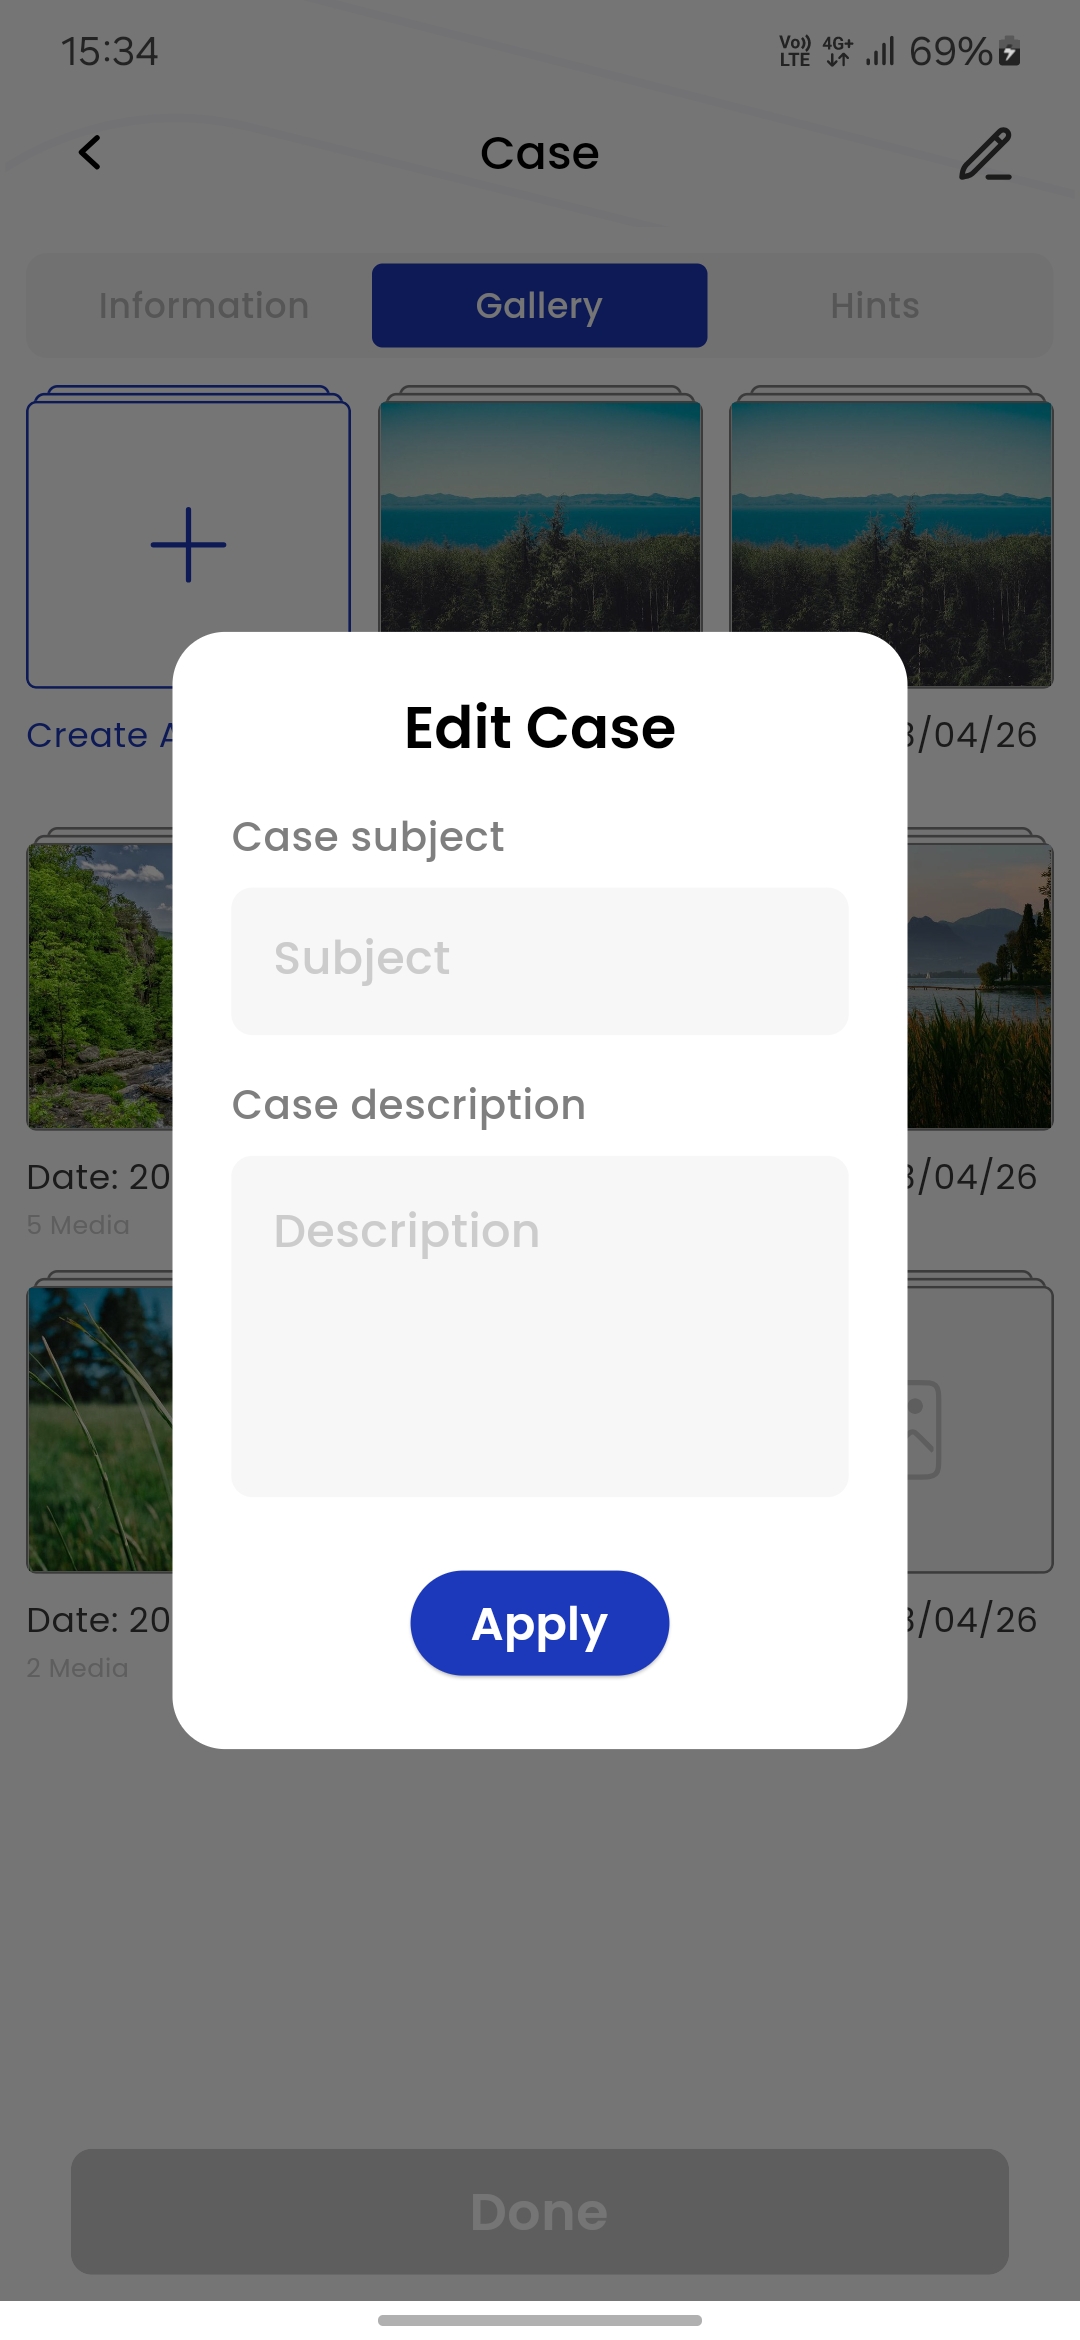 15:34 Vo)) LTE 4G+ 69%
Case
Information Gallery Hints
Create 3/04/26
Edit Case
Case subject
Subject
Case description
Description
Date: 20 3/04/26
5 Media
Date: 20 3/04/26
2 Media
Apply
Done